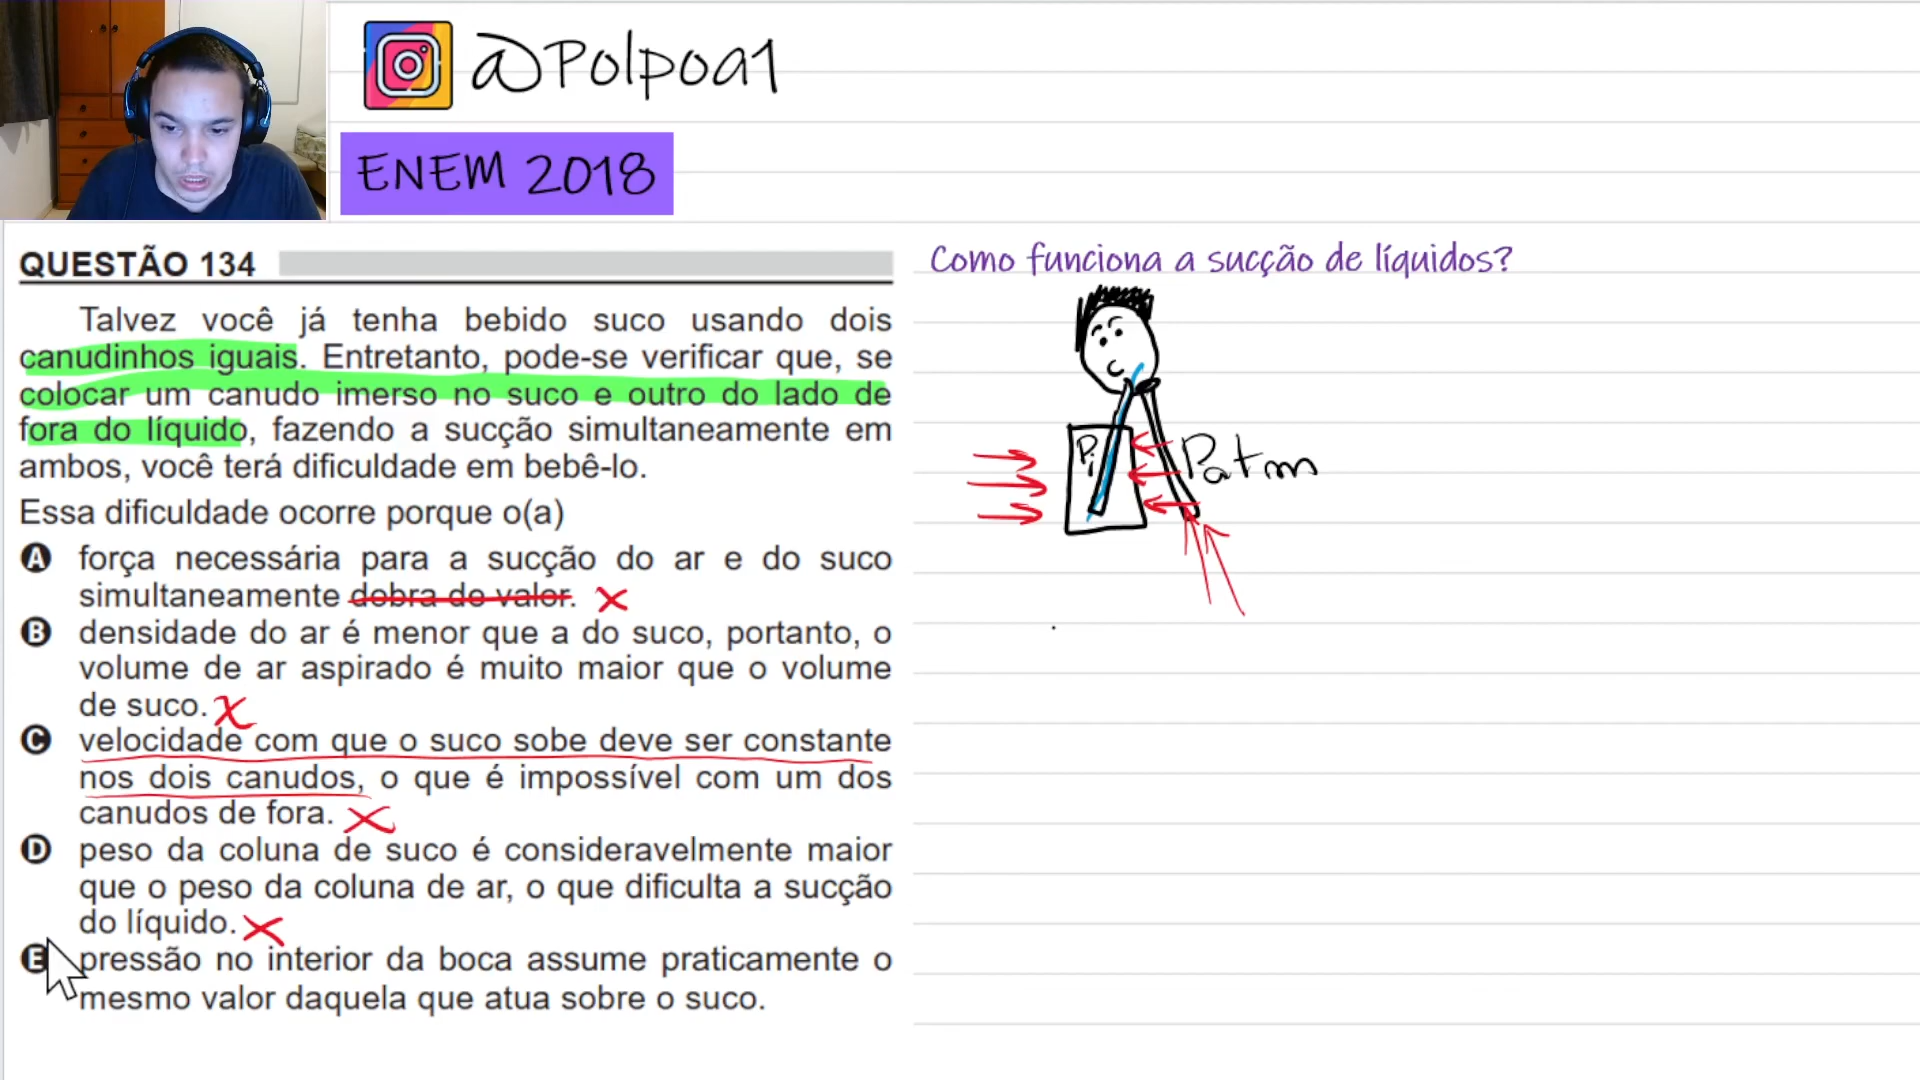 @Polpoa1
ENEM 2018
QUESTÃO 134
Talvez você já tenha bebido suco usando dois
canudinhos iguais. Entretanto, pode-se verificar que, se
colocar um canudo imerso no suco e outro do lado de
fora do líquido, fazendo a sucção simultaneamente em
ambos, você terá dificuldade em bebê-lo.
Essa dificuldade ocorre porque o(a)
A força necessária para a sucção do ar e do suco
simultaneamente dobra de valor.
B densidade do ar é menor que a do suco, portanto, o
volume de ar aspirado é muito maior que o volume
de suco.
C velocidade com que o suco sobe deve ser constante
nos dois canudos, o que é impossível com um dos
canudos de fora.
D peso da coluna de suco é consideravelmente maior
que o peso da coluna de ar, o que dificulta a sucção
do líquido.
E pressão no interior da boca assume praticamente o
mesmo valor daquela que atua sobre o suco.
Como funciona a sucção de líquidos?
Pi
Patm